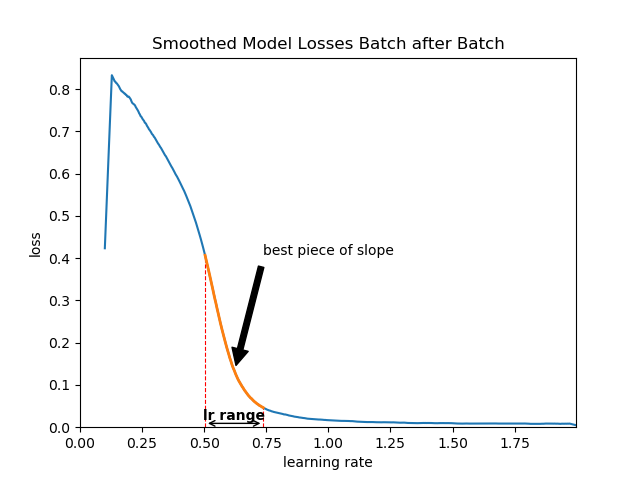 Smoothed Model Losses Batch after Batch
loss
0.8
0.7
0.6
0.5
0.4
0.3
0.2
0.1
0.0
best piece of slope
lr range
0.00 0.25 0.50 0.75 1.00 1.25 1.50 1.75
learning rate